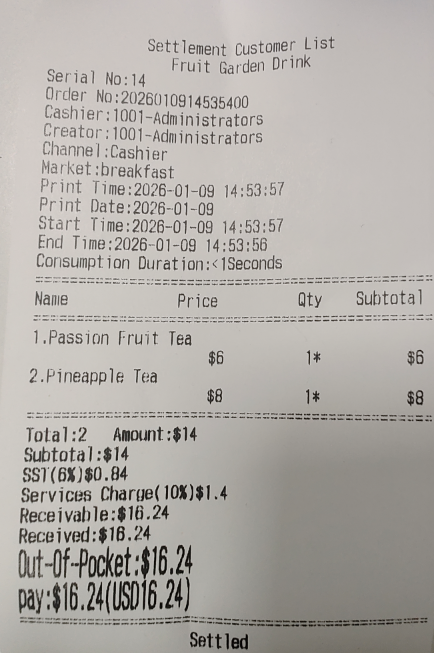 Settlement Customer List
Fruit Garden Drink
Serial No:14
Order No:2026010914535400
Cashier:1001-Administrators
Creator:1001-Administrators
Channel:Cashier
Market:breakfast
Print Time:2026-01-09 14:53:57
Print Date:2026-01-09
Start Time:2026-01-09 14:53:57
End Time:2026-01-09 14:53:56
Consumption Duration:<1Seconds
Name Price Qty Subtotal
1.Passion Fruit Tea
$6 1* $6
2.Pineapple Tea
$8 1* $8
Total:2 Amount:$14
Subtotal:$14
SST(6%)$0.84
Services Charge(10%)$1.4
Receivable:$16.24
Received:$16.24
Out-Of-Pocket:$16.24
pay:$16.24(USD16.24)
Settled